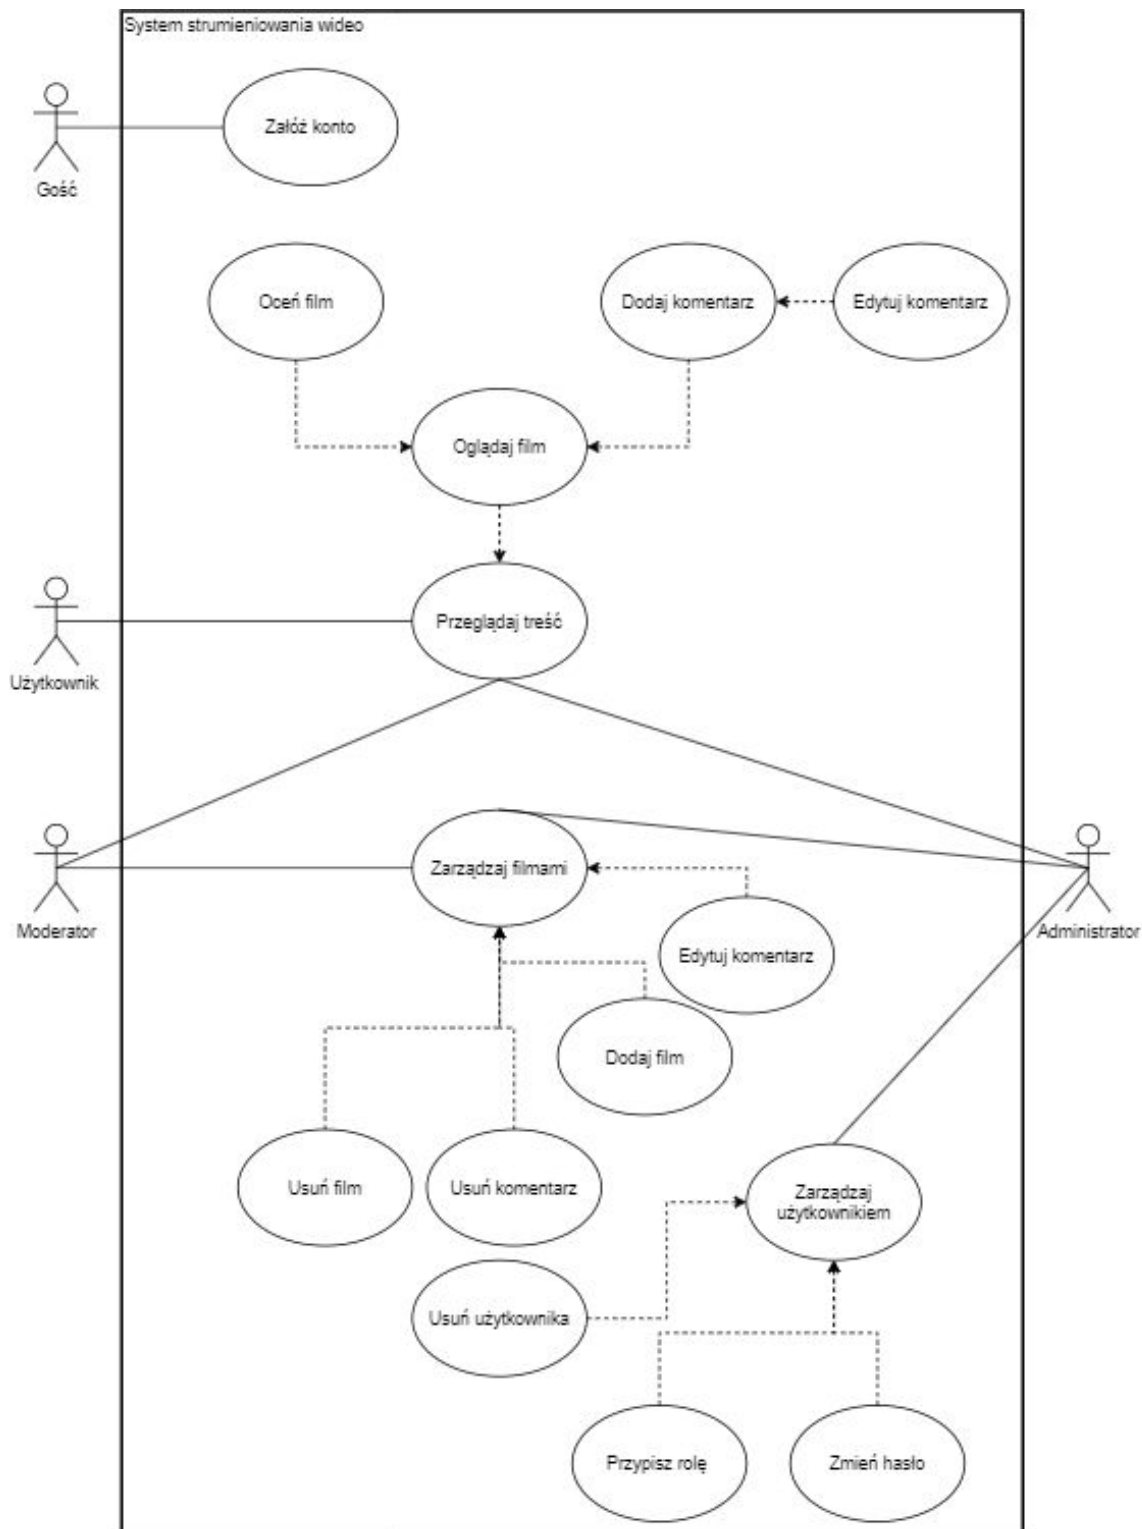 System strumieniowania wideo
Załóż konto
Gość
Oceń film
Dodaj komentarz
Edytuj komentarz
Oglądaj film
Przeglądaj treść
Użytkownik
Zarządzaj filmami
Moderator
Administrator
Edytuj komentarz
Dodaj film
Usuń film
Usuń komentarz
Zarządzaj
użytkownikiem
Usuń użytkownika
Przypisz rolę
Zmień hasło